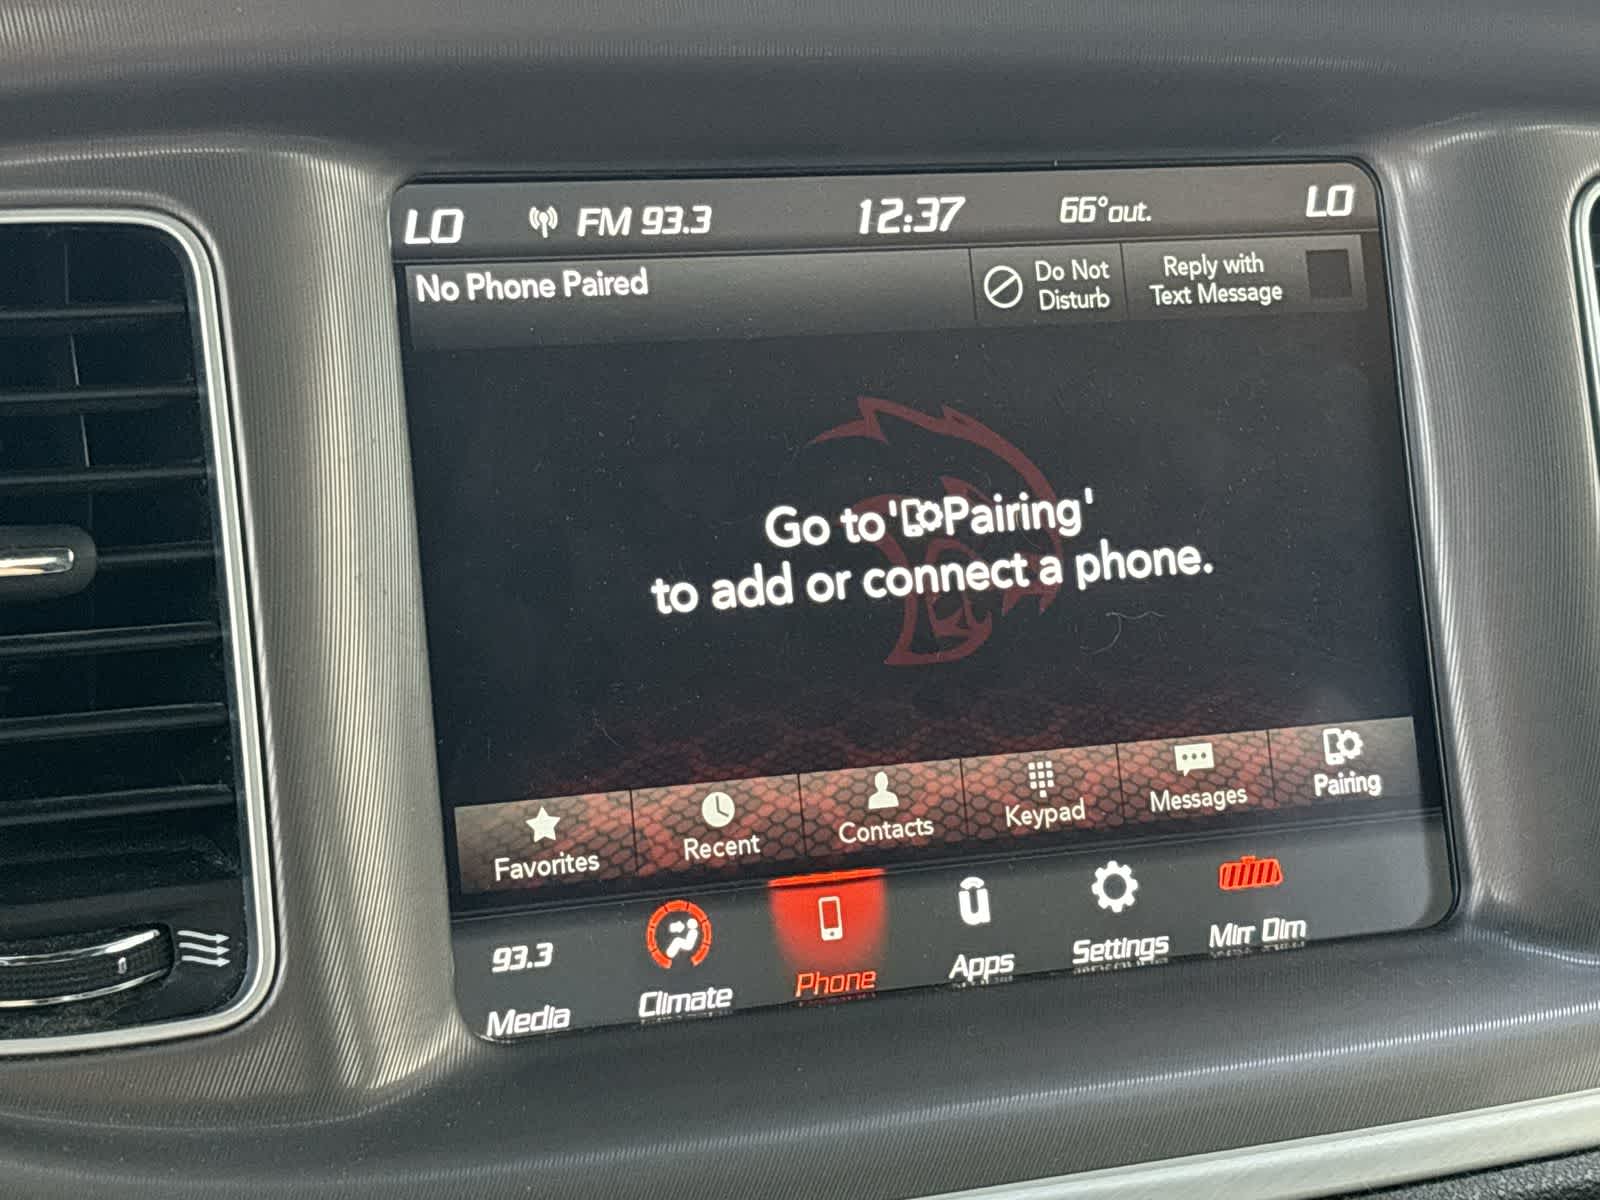 LO FM 93.3 12:37 66°out. LO
No Phone Paired
Do Not
Disturb
Reply with
Text Message
Go to 'Pairing'
to add or connect a phone.
Favorites Recent Contacts Keypad Messages Pairing
93.3
Media Climate Phone Apps Settings Mirr Dim